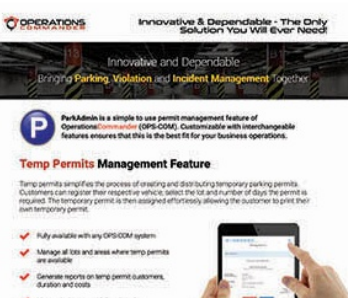 OPERATIONS
COMMANDER
Innovative & Dependable - The Only
Solution You Will Ever Need!
Innovative and Dependable
Bringing Parking, Violation and Incident Management Together
P
ParkAdmin is a simple to use permit management feature of
OperationsCommander (OPS-COM). Customizable with interchangeable
features ensures that this is the best fit for your business operations.
Temp Permits Management Feature
Temp permits simplifies the process of creating and distributing temporary parking permits.
Customers can register their respective vehicle, select the lot and number of days the permit is
required. The temporary permit is then assigned effortlessly allowing the customer to print their
own temporary permit.
Fully available with any OPS-COM system
Manage all lots and areas where temp permits
are available
Generate reports on temp permit customers,
duration and costs